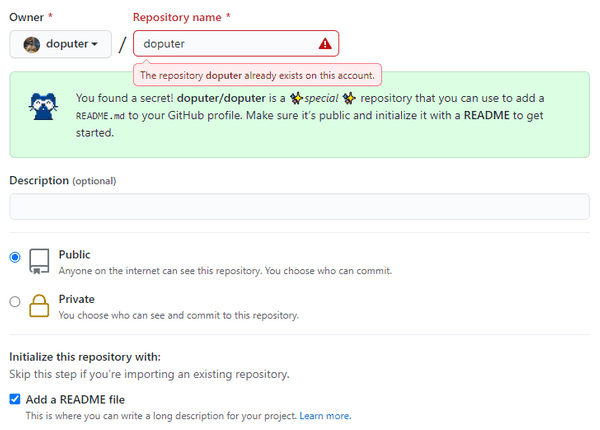 Owner * Repository name *
doputer / doputer
The repository doputer already exists on this account.
You found a secret! doputer/doputer is a ✨special ✨ repository that you can use to add a
README.md to your GitHub profile. Make sure it's public and initialize it with a README to get
started.
Description (optional)
Public
Anyone on the internet can see this repository. You choose who can commit.
Private
You choose who can see and commit to this repository.
Initialize this repository with:
Skip this step if you're importing an existing repository.
Add a README file
This is where you can write a long description for your project. Learn more.